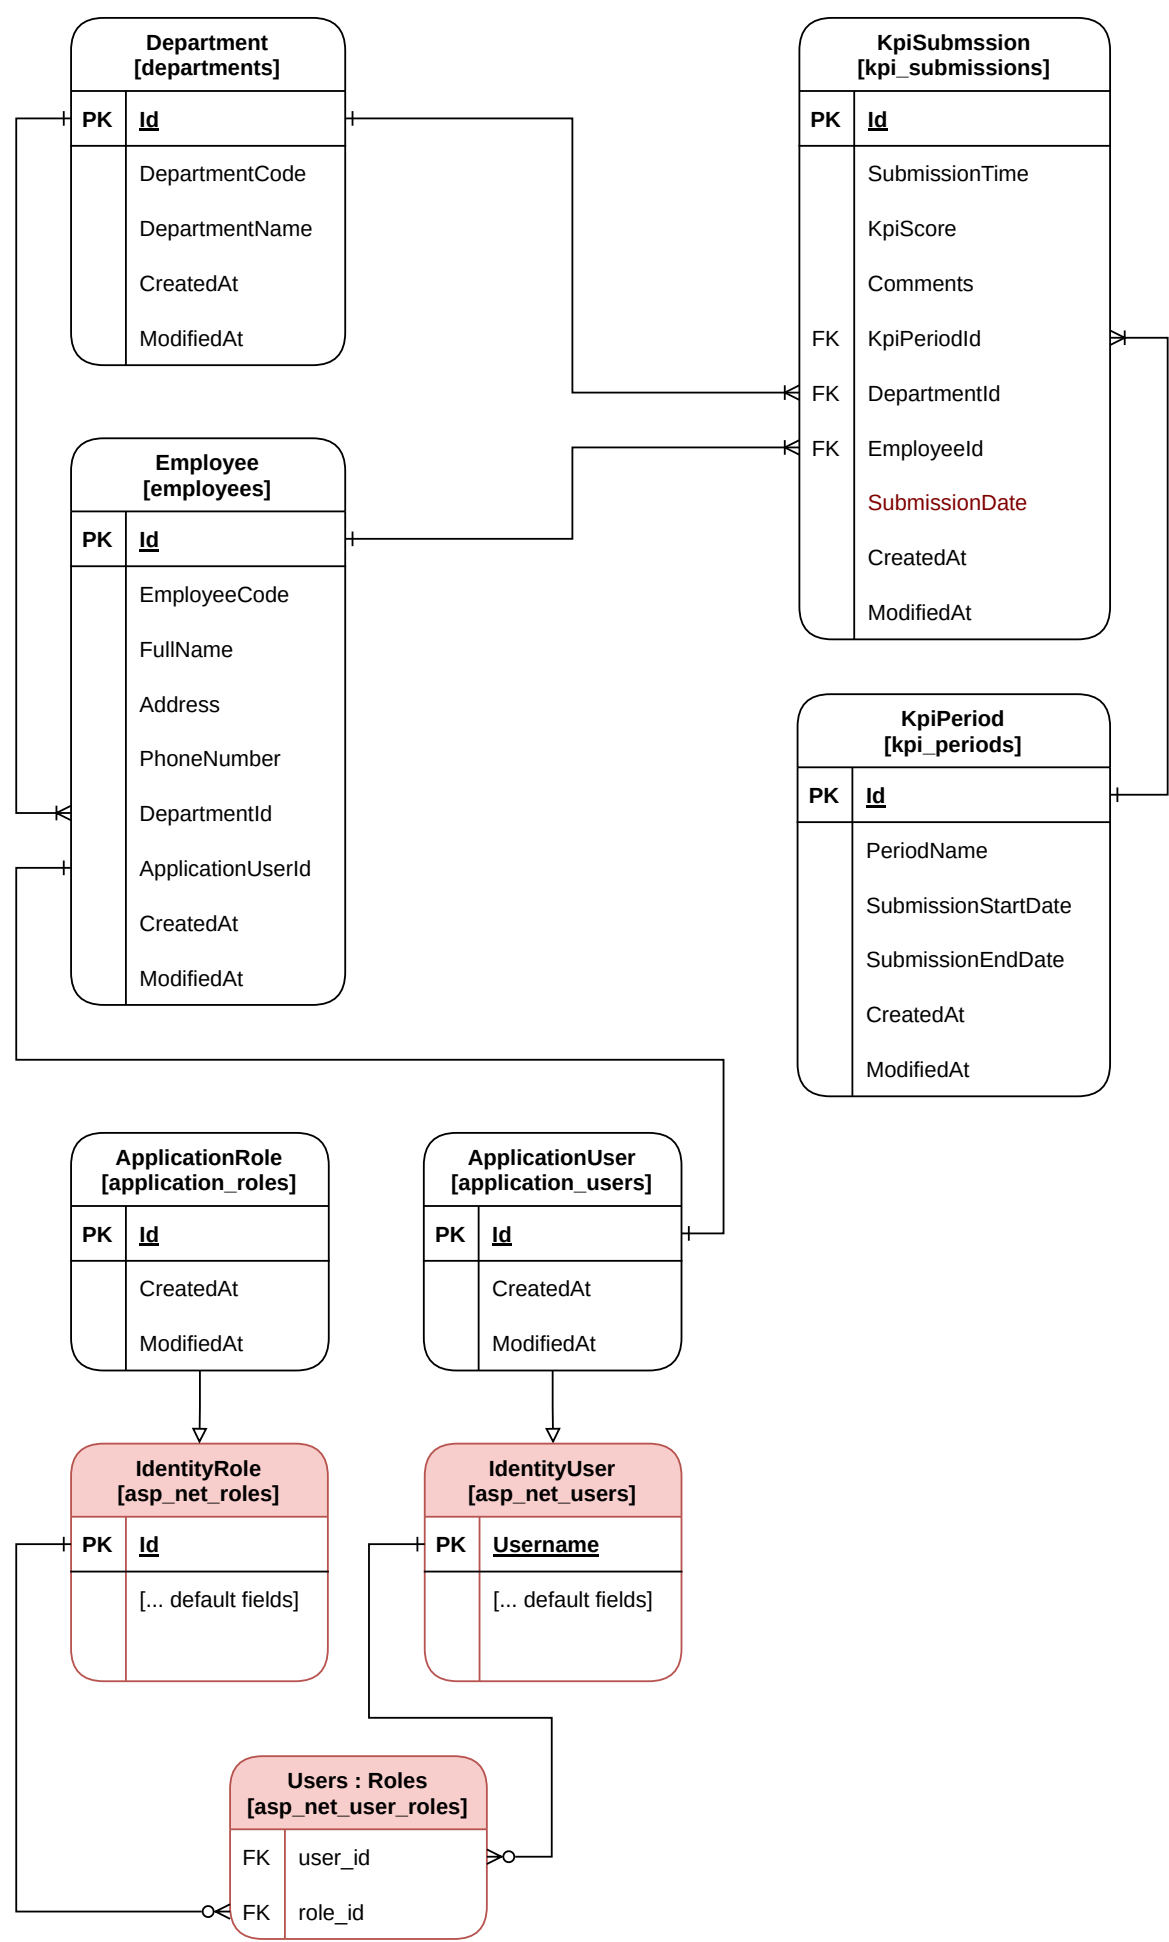 Department
[departments]
PK Id
DepartmentCode
DepartmentName
CreatedAt
ModifiedAt
KpiSubmssion
[kpi_submissions]
PK Id
SubmissionTime
KpiScore
Comments
FK KpiPeriodId
FK DepartmentId
FK EmployeeId
SubmissionDate
CreatedAt
ModifiedAt
Employee
[employees]
PK Id
EmployeeCode
FullName
Address
PhoneNumber
DepartmentId
ApplicationUserId
CreatedAt
ModifiedAt
KpiPeriod
[kpi_periods]
PK Id
PeriodName
SubmissionStartDate
SubmissionEndDate
CreatedAt
ModifiedAt
ApplicationRole
[application_roles]
PK Id
CreatedAt
ModifiedAt
ApplicationUser
[application_users]
PK Id
CreatedAt
ModifiedAt
IdentityRole
[asp_net_roles]
PK Id
[... default fields]
IdentityUser
[asp_net_users]
PK Username
[... default fields]
Users : Roles
[asp_net_user_roles]
FK user_id
FK role_id